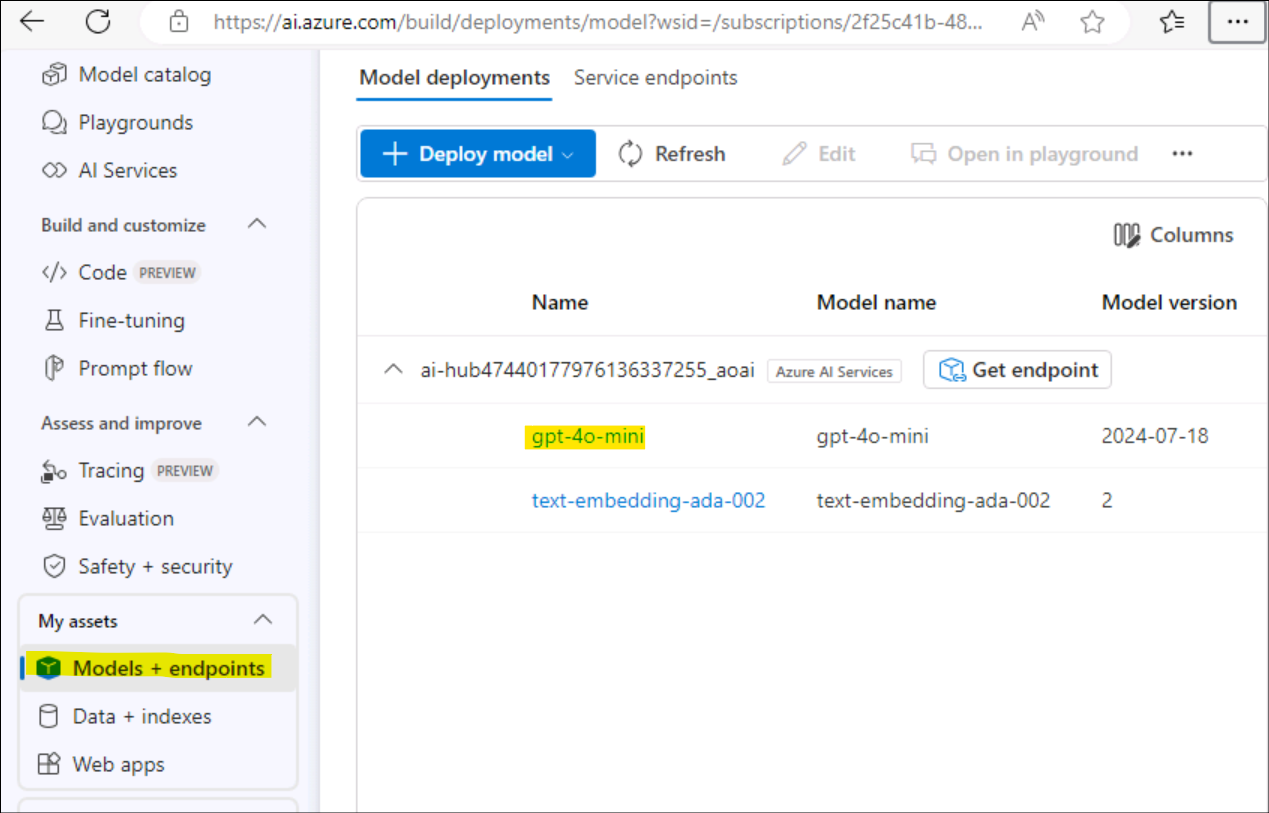 https://ai.azure.com/build/deployments/model?wsid=/subscriptions/2f25c41b-48...
Model catalog
Playgrounds
AI Services
Build and customize
Code PREVIEW
Fine-tuning
Prompt flow
Assess and improve
Tracing PREVIEW
Evaluation
Safety + security
My assets
Models + endpoints
Data + indexes
Web apps
Model deployments Service endpoints
+ Deploy model Refresh Edit Open in playground ...
Columns
Name Model name Model version
ai-hub47440177976136337255_aoai Azure AI Services Get endpoint
gpt-4o-mini gpt-4o-mini 2024-07-18
text-embedding-ada-002 text-embedding-ada-002 2